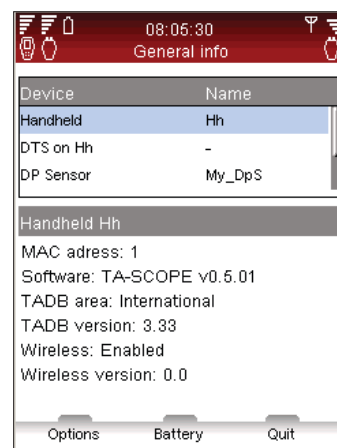 08:05:30
General info
Device Name
Handheld Hh
DTS on Hh -
DP Sensor My_DpS
Handheld Hh
MAC adress: 1
Software: TA-SCOPE v0.5.01
TADB area: International
TADB version: 3.33
Wireless: Enabled
Wireless version: 0.0
Options Battery Quit